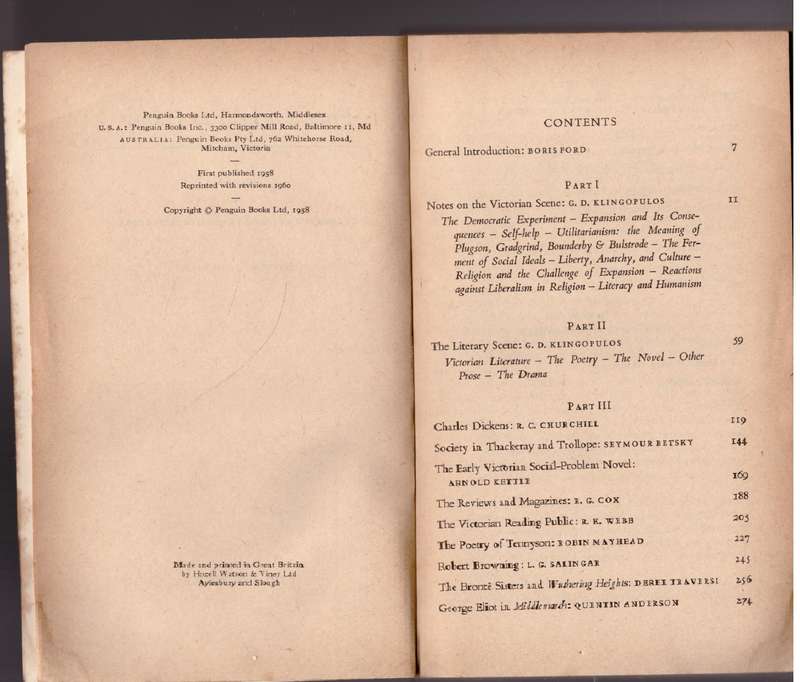 Penguin Books Ltd, Harmondsworth, Middlesex
U.S.A.: Penguin Books Inc., 3300 Clipper Mill Road, Baltimore 11, Md
AUSTRALIA: Penguin Books Pty Ltd, 762 Whitehorse Road,
Mitcham, Victoria
—
First published 1958
Reprinted with revisions 1960
—
Copyright © Penguin Books Ltd, 1958
Made and printed in Great Britain
by Hazell Watson & Viney Ltd
Aylesbury and Slough
CONTENTS
General Introduction: BORIS FORD 7
PART I
Notes on the Victorian Scene: G. D. KLINGOPULOS 11
The Democratic Experiment – Expansion and Its Conse-
quences – Self-help – Utilitarianism: the Meaning of
Plugson, Gradgrind, Bounderby & Bulstrode – The Fer-
ment of Social Ideals – Liberty, Anarchy, and Culture –
Religion and the Challenge of Expansion – Reactions
against Liberalism in Religion – Literacy and Humanism
PART II
The Literary Scene: G. D. KLINGOPULOS 59
Victorian Literature – The Poetry – The Novel – Other
Prose – The Drama
PART III
Charles Dickens: R. C. CHURCHILL 119
Society in Thackeray and Trollope: SEYMOUR BETSKY 144
The Early Victorian Social-Problem Novel:
ARNOLD KETTLE 169
The Reviews and Magazines: R. G. COX 188
The Victorian Reading Public: R. K. WEBB 205
The Poetry of Tennyson: ROBIN MAYHEAD 227
Robert Browning: L. G. SALINGAR 245
The Brontë Sisters and Wuthering Heights: DEREK TRAVERSI 256
George Eliot in Middlemarch: QUENTIN ANDERSON 274